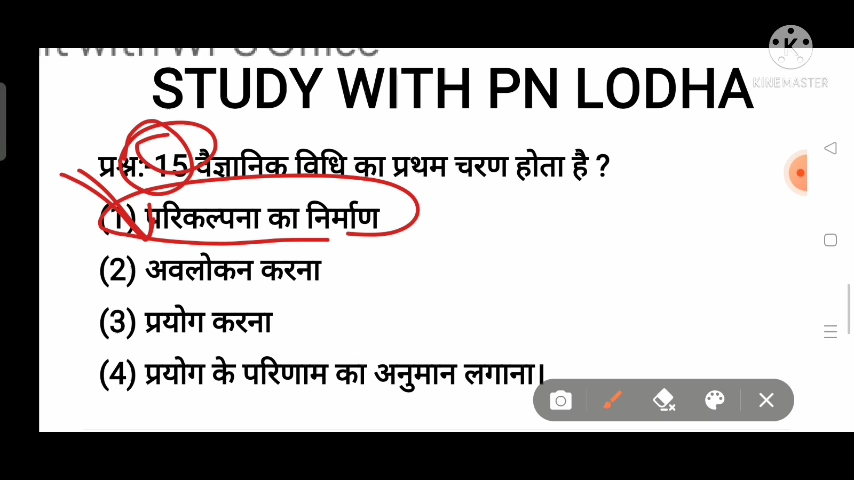 STUDY WITH PN LODHA
KINEMASTER
प्रश्न:-15 वैज्ञानिक विधि का प्रथम चरण होता है ?
(1) परिकल्पना का निर्माण
(2) अवलोकन करना
(3) प्रयोग करना
(4) प्रयोग के परिणाम का अनुमान लगाना।